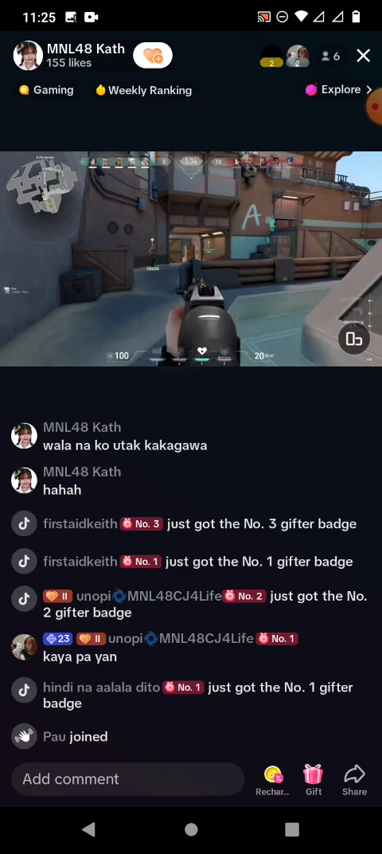 11:25
MNL48 Kath
155 likes
2
2
6
Gaming
Weekly Ranking
Explore >
1:34
A
100
20
MNL48 Kath
wala na ko utak kakagawa
MNL48 Kath
hahah
firstaidkeith No. 3 just got the No. 3 gifter badge
firstaidkeith No. 1 just got the No. 1 gifter badge
II unopi🌀MNL48CJ4Life No. 2 just got the No.
2 gifter badge
23 II unopi🌀MNL48CJ4Life No. 1
kaya pa yan
hindi na aalala dito No. 1 just got the No. 1 gifter
badge
Pau joined
Add comment
Rechar...
Gift
Share